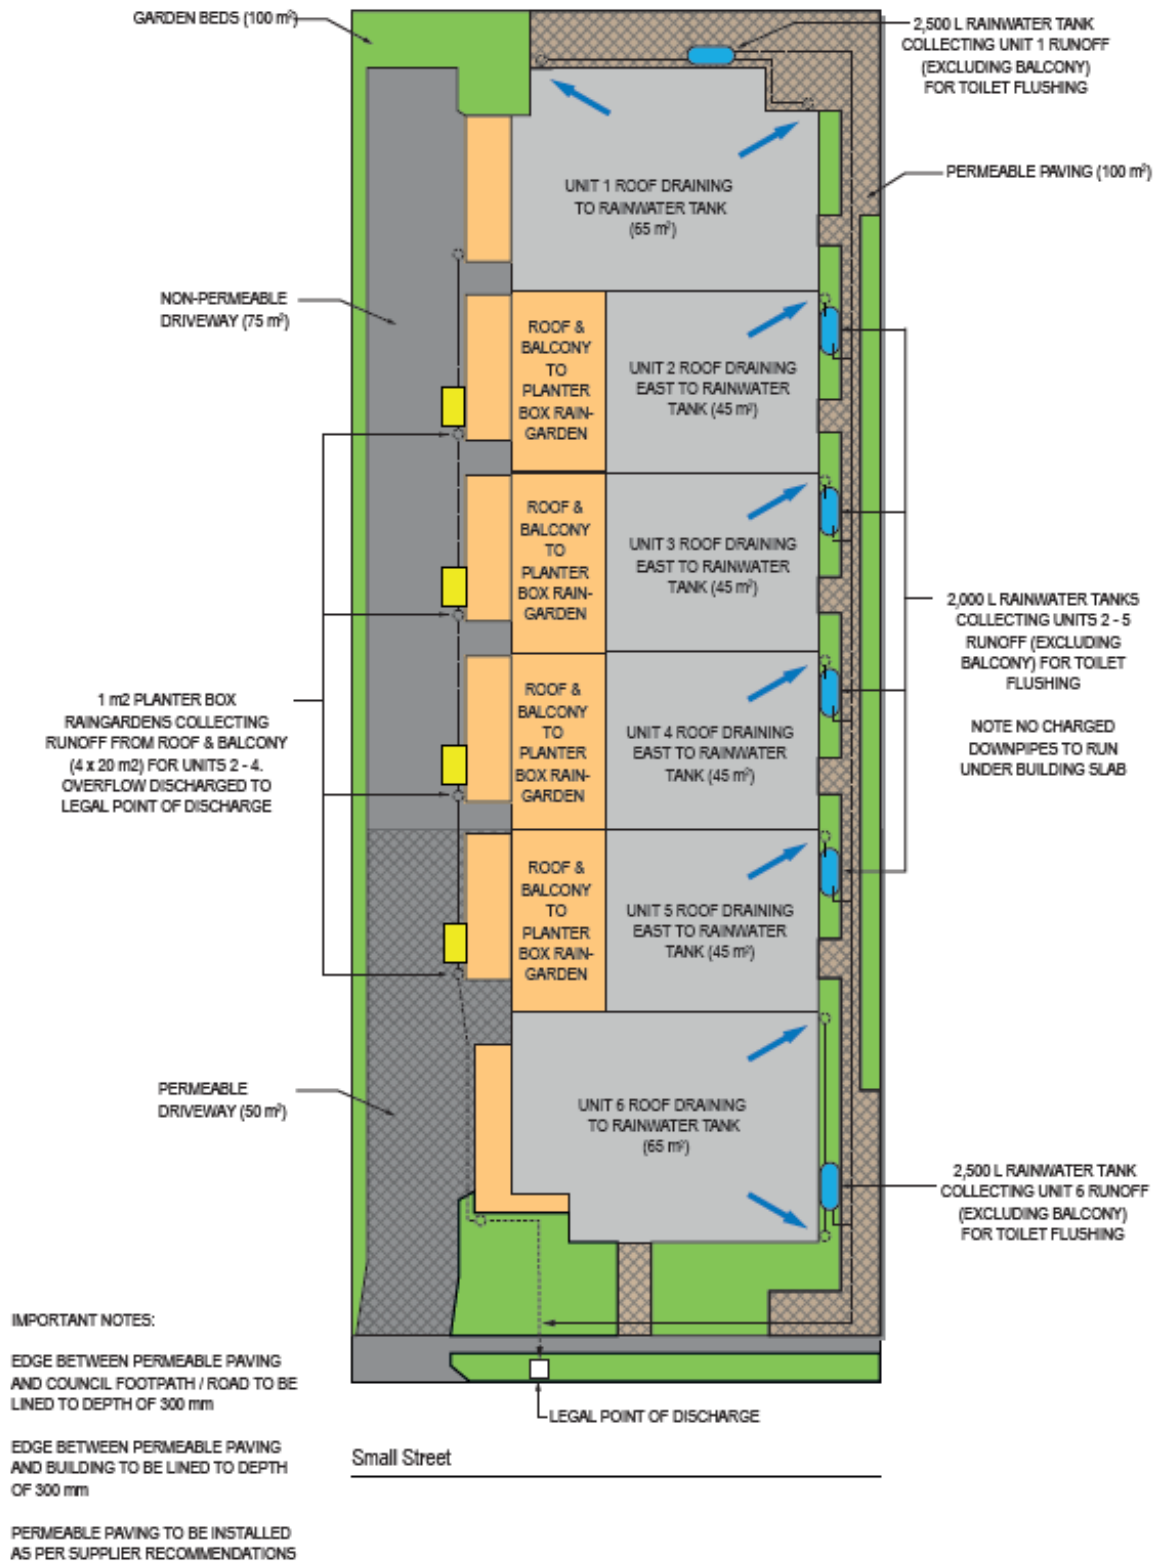 GARDEN BEDS (100 m²)
2,500 L RAINWATER TANK
COLLECTING UNIT 1 RUNOFF
(EXCLUDING BALCONY)
FOR TOILET FLUSHING
PERMEABLE PAVING (100 m²)
UNIT 1 ROOF DRAINING
TO RAINWATER TANK
(65 m²)
NON-PERMEABLE
DRIVEWAY (75 m²)
ROOF &
BALCONY
TO
PLANTER
BOX RAIN-
GARDEN
UNIT 2 ROOF DRAINING
EAST TO RAINWATER
TANK (45 m²)
ROOF &
BALCONY
TO
PLANTER
BOX RAIN-
GARDEN
UNIT 3 ROOF DRAINING
EAST TO RAINWATER
TANK (45 m²)
2,000 L RAINWATER TANKS
COLLECTING UNITS 2 - 5
RUNOFF (EXCLUDING
BALCONY) FOR TOILET
FLUSHING
NOTE NO CHARGED
DOWNPIPES TO RUN
UNDER BUILDING SLAB
1 m2 PLANTER BOX
RAINGARDENS COLLECTING
RUNOFF FROM ROOF & BALCONY
(4 x 20 m2) FOR UNITS 2 - 4.
OVERFLOW DISCHARGED TO
LEGAL POINT OF DISCHARGE
ROOF &
BALCONY
TO
PLANTER
BOX RAIN-
GARDEN
UNIT 4 ROOF DRAINING
EAST TO RAINWATER
TANK (45 m²)
ROOF &
BALCONY
TO
PLANTER
BOX RAIN-
GARDEN
UNIT 5 ROOF DRAINING
EAST TO RAINWATER
TANK (45 m²)
PERMEABLE
DRIVEWAY (50 m²)
UNIT 6 ROOF DRAINING
TO RAINWATER TANK
(65 m²)
2,500 L RAINWATER TANK
COLLECTING UNIT 6 RUNOFF
(EXCLUDING BALCONY)
FOR TOILET FLUSHING
LEGAL POINT OF DISCHARGE
Small Street
IMPORTANT NOTES:
EDGE BETWEEN PERMEABLE PAVING
AND COUNCIL FOOTPATH / ROAD TO BE
LINED TO DEPTH OF 300 mm
EDGE BETWEEN PERMEABLE PAVING
AND BUILDING TO BE LINED TO DEPTH
OF 300 mm
PERMEABLE PAVING TO BE INSTALLED
AS PER SUPPLIER RECOMMENDATIONS